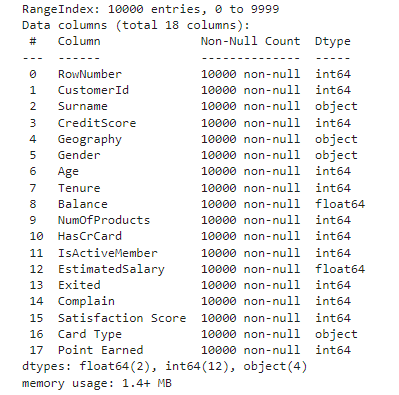 RangeIndex: 10000 entries, 0 to 9999
Data columns (total 18 columns):
 #   Column              Non-Null Count  Dtype
---  ------              --------------  -----
 0   RowNumber           10000 non-null  int64
 1   CustomerId          10000 non-null  int64
 2   Surname             10000 non-null  object
 3   CreditScore         10000 non-null  int64
 4   Geography           10000 non-null  object
 5   Gender              10000 non-null  object
 6   Age                 10000 non-null  int64
 7   Tenure              10000 non-null  int64
 8   Balance             10000 non-null  float64
 9   NumOfProducts       10000 non-null  int64
 10  HasCrCard           10000 non-null  int64
 11  IsActiveMember      10000 non-null  int64
 12  EstimatedSalary     10000 non-null  float64
 13  Exited              10000 non-null  int64
 14  Complain            10000 non-null  int64
 15  Satisfaction Score  10000 non-null  int64
 16  Card Type           10000 non-null  object
 17  Point Earned        10000 non-null  int64
dtypes: float64(2), int64(12), object(4)
memory usage: 1.4+ MB